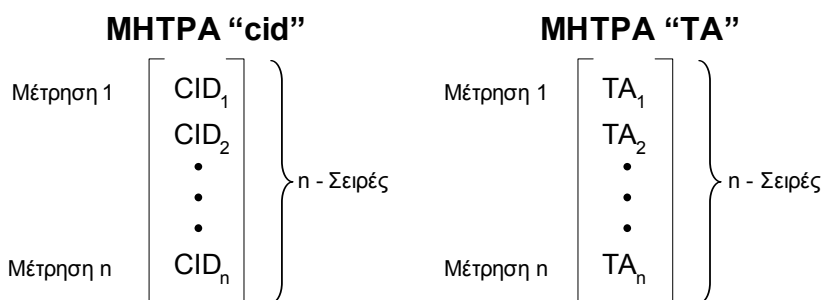 ΜΗΤΡΑ “cid”
Μέτρηση 1
CID1
CID2
n - Σειρές
Μέτρηση n
CIDn
ΜΗΤΡΑ “TA”
Μέτρηση 1
TA1
TA2
n - Σειρές
Μέτρηση n
TAn